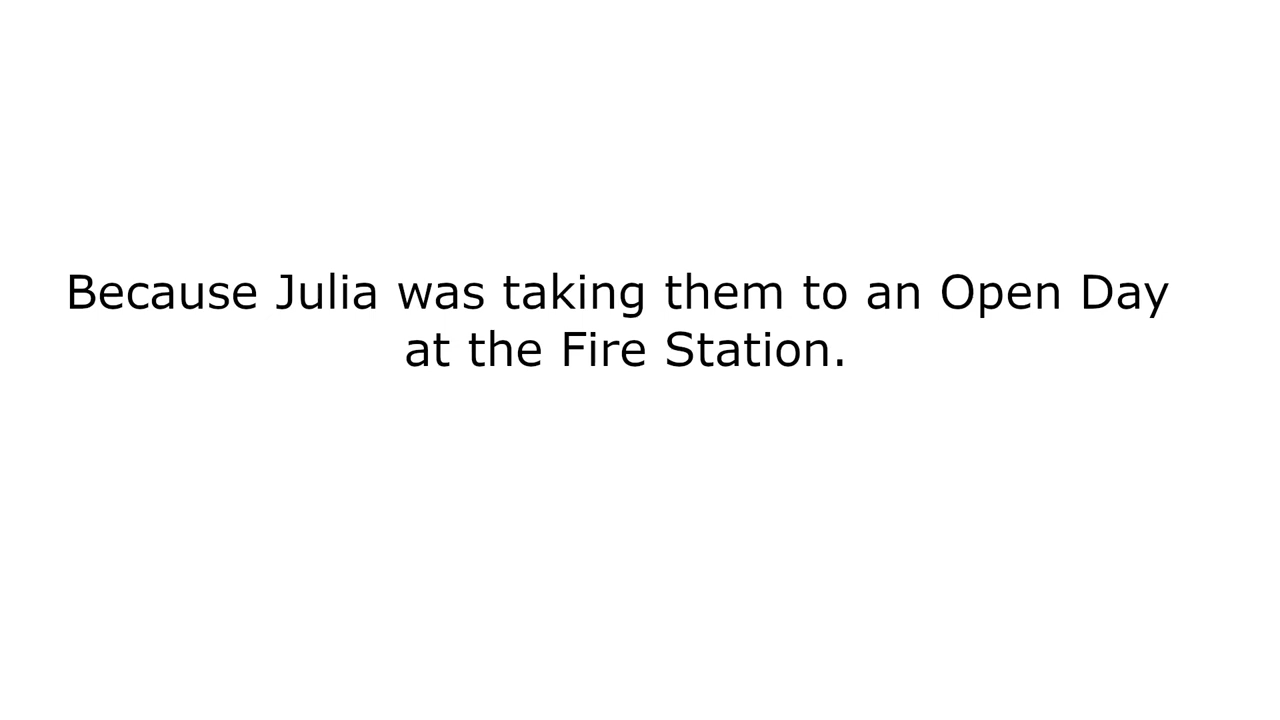 Because Julia was taking them to an Open Day
at the Fire Station.